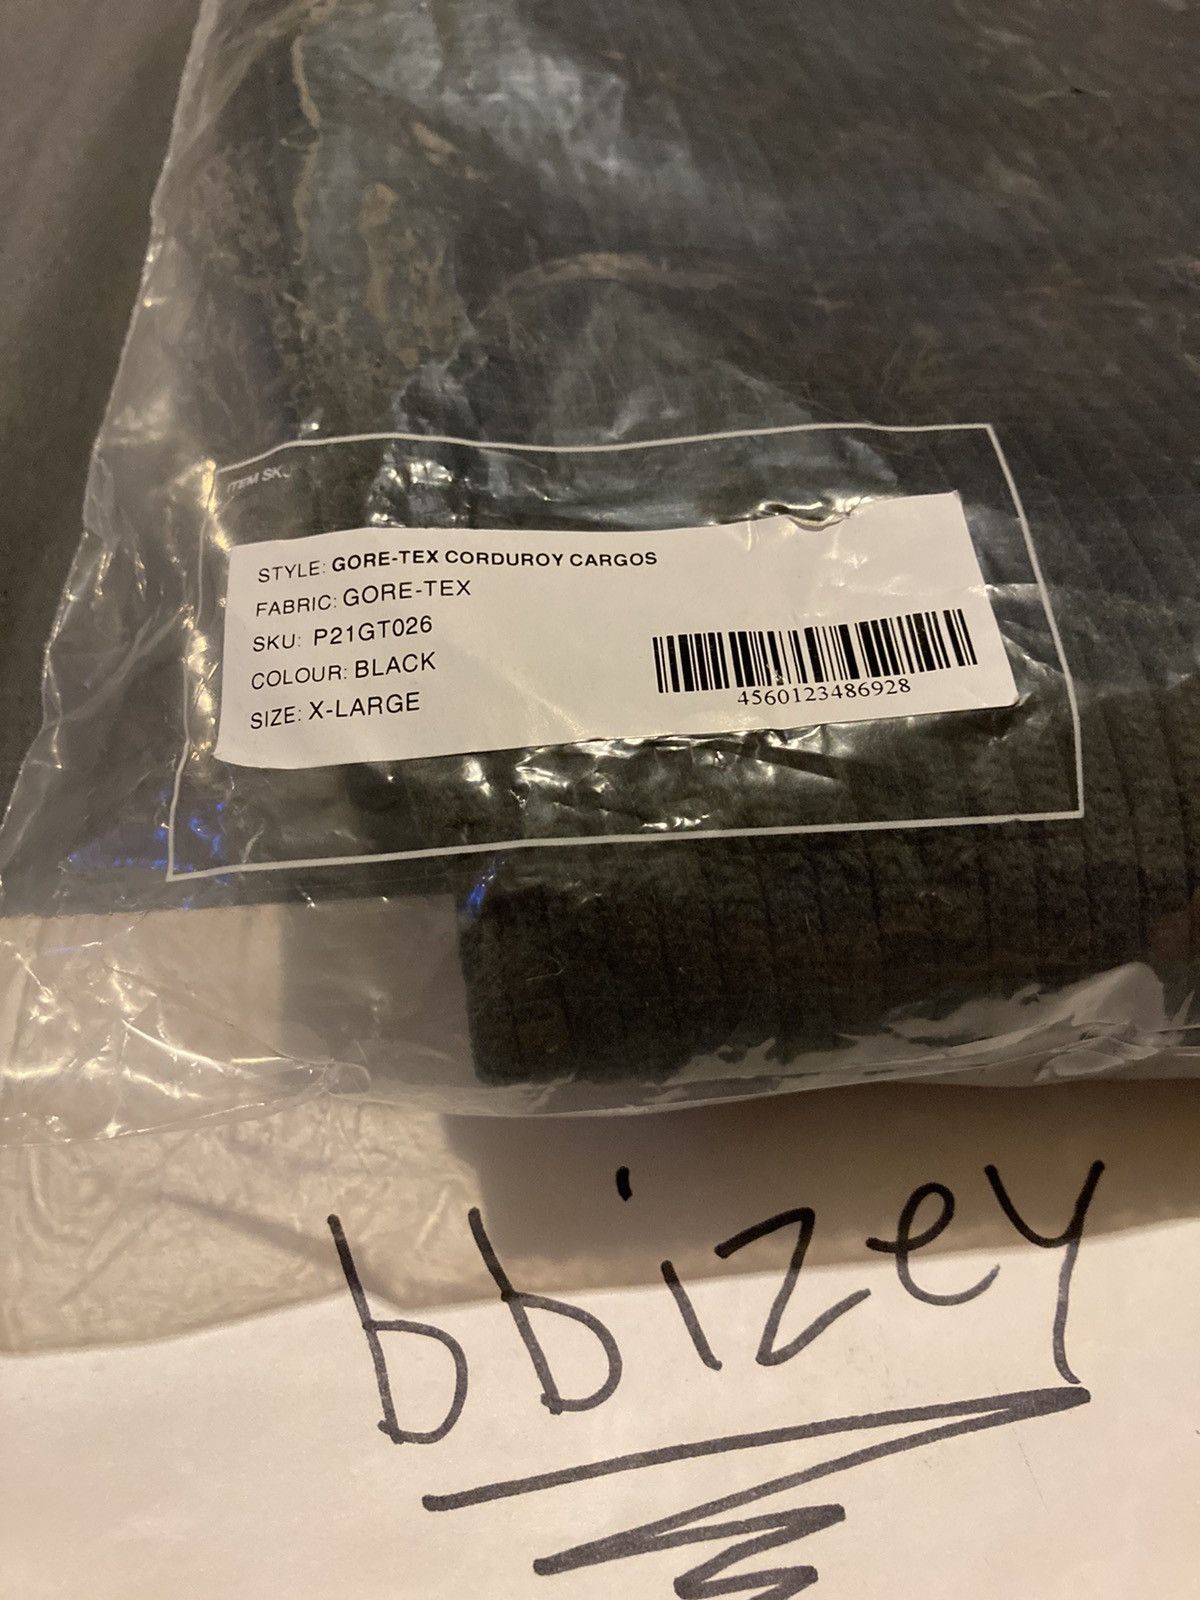 ITEM SKU
STYLE: GORE-TEX CORDUROY CARGOS
FABRIC: GORE-TEX
SKU: P21GT026
COLOUR: BLACK
SIZE: X-LARGE
4560123486928
bbizey